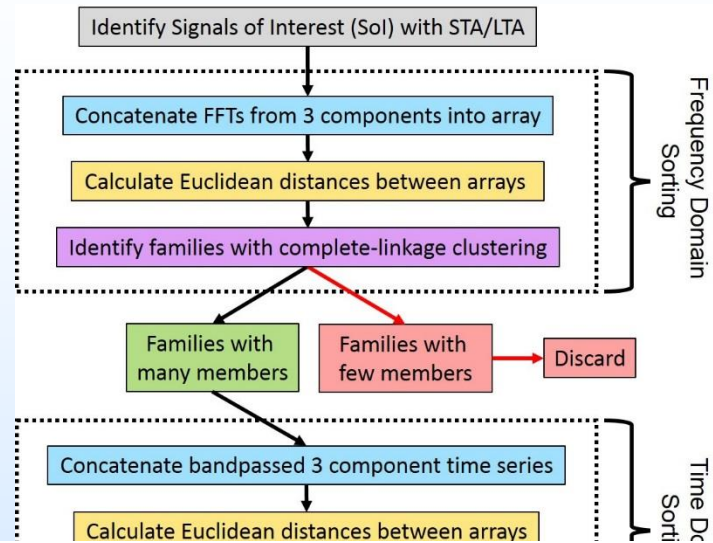 Identify Signals of Interest (SoI) with STA/LTA
Concatenate FFTs from 3 components into array
Calculate Euclidean distances between arrays
Identify families with complete-linkage clustering
Frequency Domain
Sorting
Families with
many members
Families with
few members
Discard
Concatenate bandpassed 3 component time series
Calculate Euclidean distances between arrays
Time